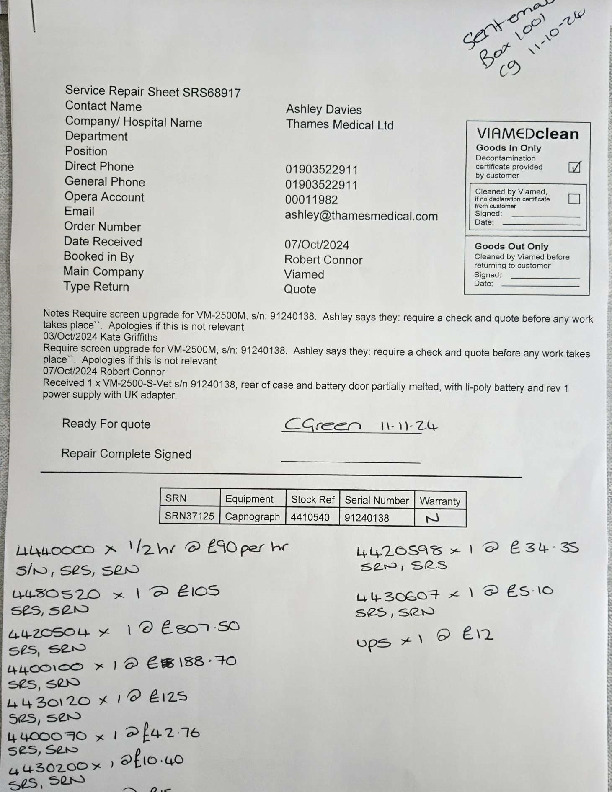 Sent email
Box 1001
CG 11-10-24
Service Repair Sheet SRS68917
Contact Name Ashley Davies
Company/ Hospital Name Thames Medical Ltd
Department
Position
Direct Phone 01903522911
General Phone 01903522911
Opera Account 00011982
Email ashley@thamesmedical.com
Order Number
Date Received 07/Oct/2024
Booked in By Robert Connor
Main Company Viamed
Type Return Quote
VIAMEDclean
Goods In Only
Decontamination
certificate provided
by customer
Cleaned by Viamed,
if no declaration certificate
from customer
Signed:
Date:
Goods Out Only
Cleaned by Viamed before
returning to customer
Signed:
Date:
Notes Require screen upgrade for VM-2500M, s/n: 91240138. Ashley says they: require a check and quote before any work
takes place``. Apologies if this is not relevant
03/Oct/2024 Kate Griffiths
Require screen upgrade for VM-2500M, s/n: 91240138. Ashley says they: require a check and quote before any work takes
place``. Apologies if this is not relevant
07/Oct/2024 Robert Connor
Received 1 x VM-2500-S-Vet s/n 91240138, rear of case and battery door partially melted, with li-poly battery and rev 1
power supply with UK adapter
Ready For quote CGreen 11-11-24
Repair Complete Signed
SRN Equipment Stock Ref Serial Number Warranty
SRN37125 Capnograph 4410540 91240138 N
4440000 x 1/2 hr @ £90 per hr
S/N, SRS, SRN
4480520 x 1 @ £105
SRS, SRN
4420504 x 1 @ £807.50
SRS, SRN
4400100 x 1 @ £188.70
SRS, SRN
4430120 x 1 @ £125
SRS, SRN
4400070 x 1 @ £42.76
SRS, SRN
4430200 x 1 @ £10.40
SRS, SRN
4420598 x 1 @ £34.35
SRN, SRS
4430607 x 1 @ £5.10
SRS, SRN
UPS x 1 @ £12